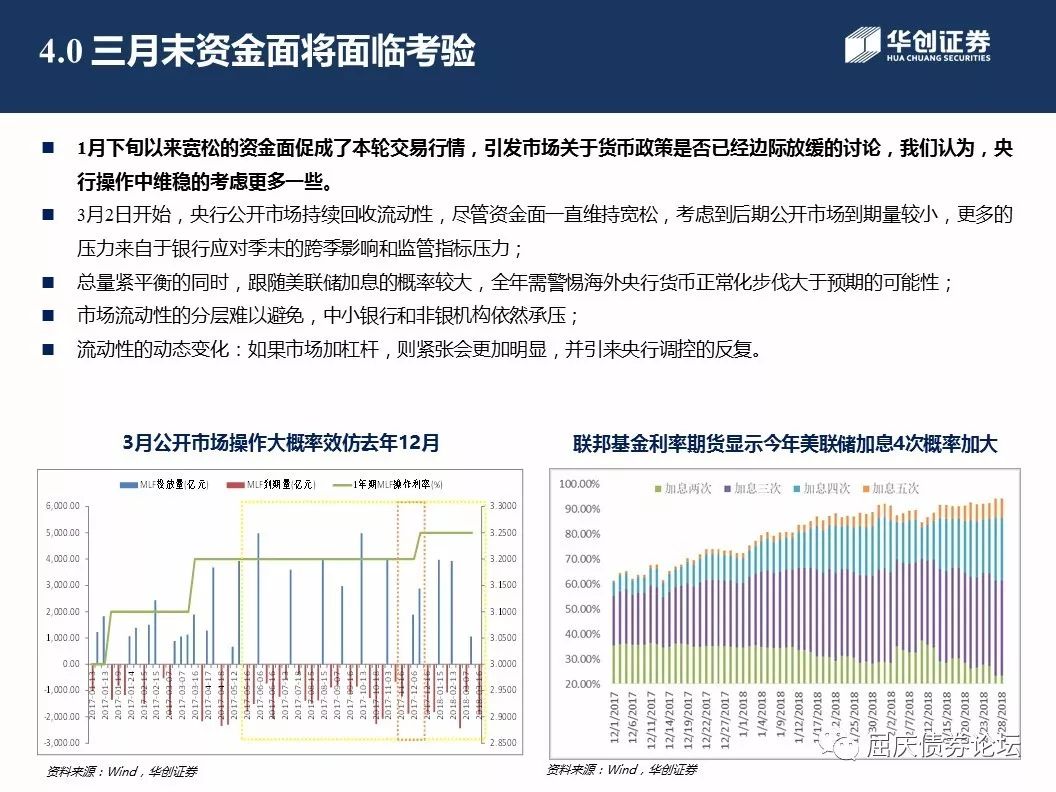 4.0 三月末资金面将面临考验
华创证券
HUA CHUANG SECURITIES
1月下旬以来宽松的资金面促成了本轮交易行情，引发市场关于货币政策是否已经边际放缓的讨论，我们认为，央
行操作中维稳的考虑更多一些。
3月2日开始，央行公开市场持续回收流动性，尽管资金面一直维持宽松，考虑到后期公开市场到期量较小，更多的
压力来自于银行应对季末的跨季影响和监管指标压力；
总量紧平衡的同时，跟随美联储加息的概率较大，全年需警惕海外央行货币正常化步伐大于预期的可能性；
市场流动性的分层难以避免，中小银行和非银机构依然承压；
流动性的动态变化：如果市场加杠杆，则紧张会更加明显，并引来央行调控的反复。
3月公开市场操作大概率效仿去年12月
MLF投放量(亿元) MLF到期量(亿元) 1年期MLF操作利率(%)
6,000.00 3.3000
5,000.00 3.2500
4,000.00 3.2000
3,000.00 3.1500
2,000.00 3.1000
1,000.00 3.0500
0.00 3.0000
-1,000.00 2.9500
-2,000.00 2.9000
-3,000.00 2.8500
2017-01-13
2017-01-24
2017-03-07
2017-03-16
2017-04-17
2017-05-12
2017-06-06
2017-07-13
2017-08-15
2017-09-07
2017-10-13
2017-11-03
2017-12-06
2018-01-15
2018-02-13
资料来源：Wind，华创证券
联邦基金利率期货显示今年美联储加息4次概率加大
加息两次 加息三次 加息四次 加息五次
100.00%
90.00%
80.00%
70.00%
60.00%
50.00%
40.00%
30.00%
20.00%
12/1/2017
12/6/2017
12/11/2017
12/14/2017
12/19/2017
12/22/2017
12/27/2017
1/1/2018
1/4/2018
1/9/2018
1/12/2018
1/17/2018
资料来源：Wind，华创证券
屈庆债券论坛